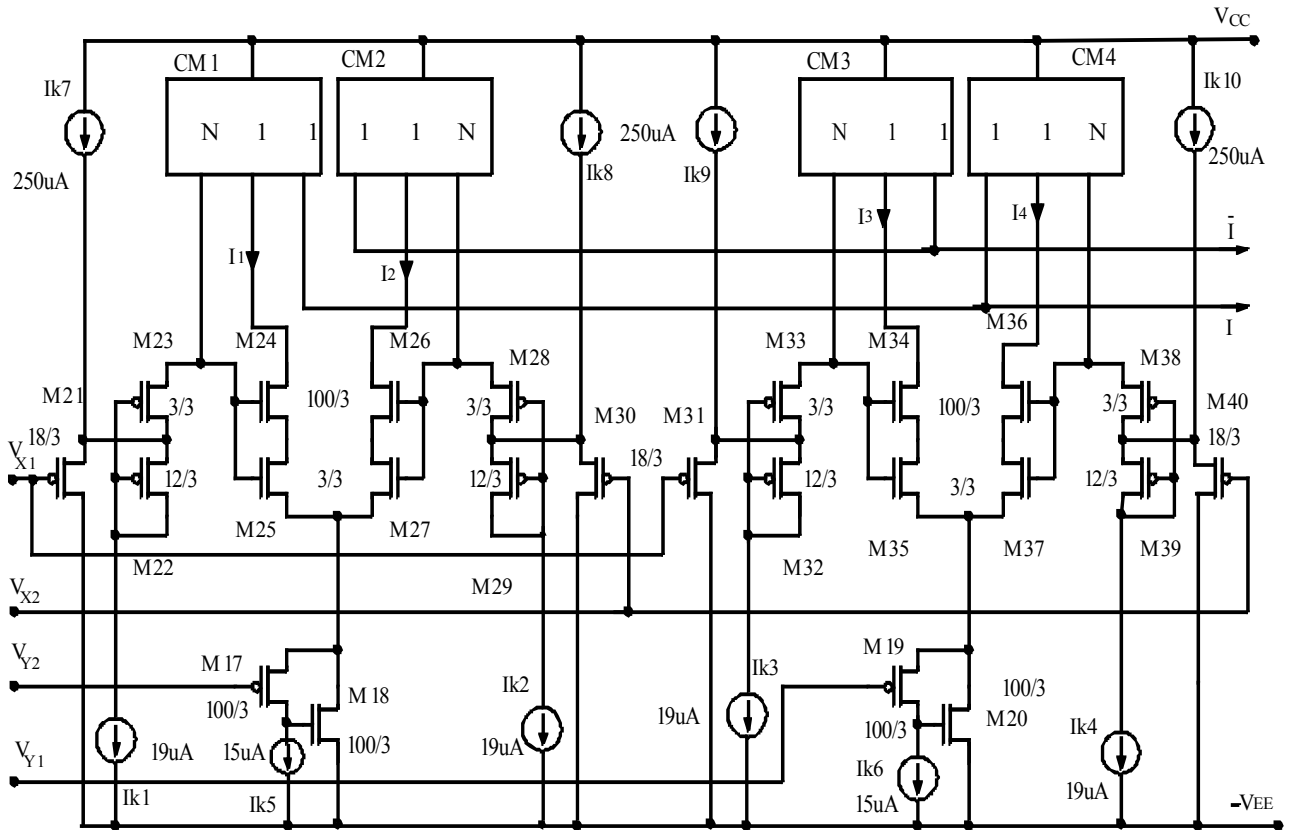 VCC
CM1
CM2
CM3
CM4
Ik7
Ik10
N 1 1
1 1 N
N 1 1
1 1 N
250uA
Ik8
250uA
Ik9
250uA
I1
I2
I3
I4
Ī
I
M23
M24
M26
M28
M33
M34
M36
M38
M21
3/3
100/3
3/3
M30
M31
3/3
100/3
3/3
M40
18/3
18/3
18/3
VX1
12/3
3/3
12/3
12/3
3/3
12/3
M25
M27
M35
M37
M39
M22
M29
M32
VX2
VY2
M17
M18
Ik2
Ik3
M19
M20
100/3
100/3
100/3
100/3
Ik4
VY1
19uA
15uA
19uA
19uA
Ik6
15uA
19uA
Ik1
Ik5
-VEE